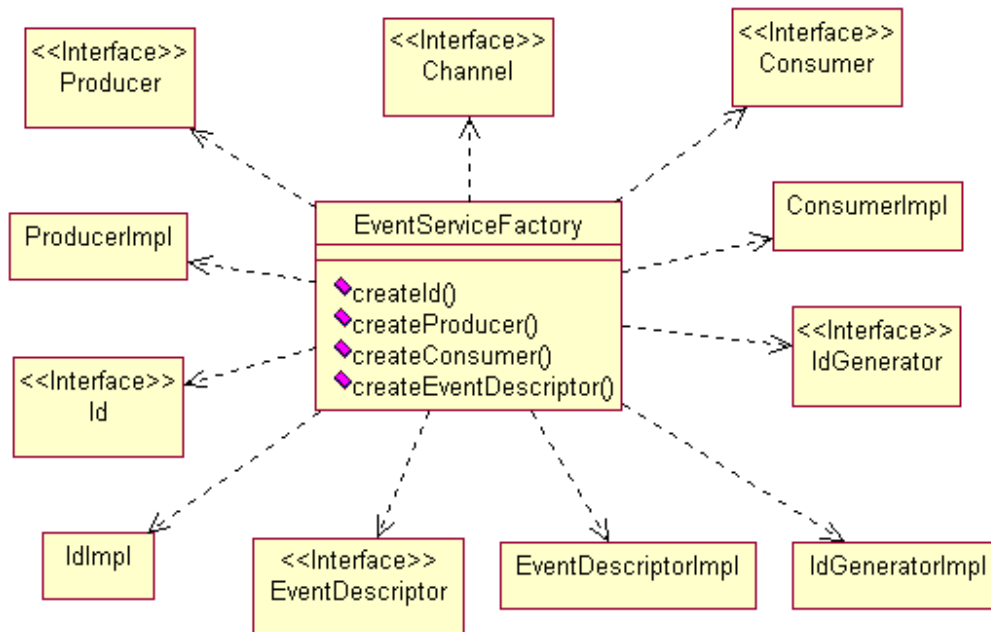 <<Interface>>
Producer
<<Interface>>
Channel
<<Interface>>
Consumer
ProducerImpl
EventServiceFactory
ConsumerImpl
createId()
createProducer()
createConsumer()
createEventDescriptor()
<<Interface>>
IdGenerator
<<Interface>>
Id
IdImpl
<<Interface>>
EventDescriptor
EventDescriptorImpl
IdGeneratorImpl